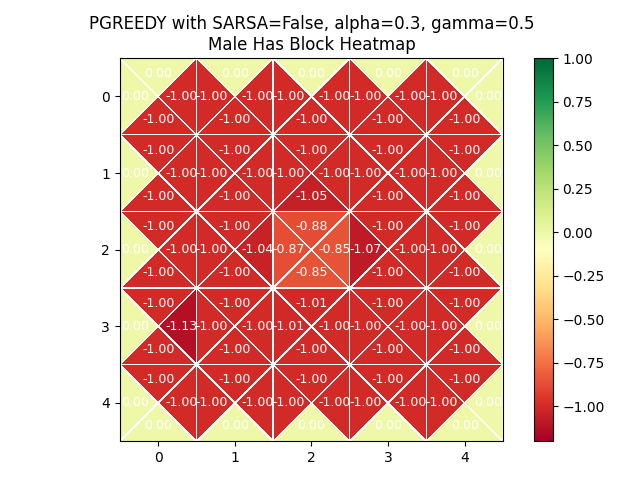 PGREEDY with SARSA=False, alpha=0.3, gamma=0.5
Male Has Block Heatmap
0.00 0.00 0.00 0.00 0.00
0 0.00 -1.00 -1.00 -1.00 -1.00 -1.00 -1.00 -1.00 -1.00 0.00
-1.00 -1.00 -1.00 -1.00 -1.00
-1.00 -1.00 -1.00 -1.00 -1.00
1 0.00 -1.00 -1.00 -1.00 -1.00 -1.00 -1.00 -1.00 -1.00 0.00
-1.00 -1.00 -1.05 -1.00 -1.00
-1.00 -1.00 -0.88 -1.00 -1.00
2 0.00 -1.00 -1.00 -1.04 -0.87 -0.85 -1.07 -1.00 -1.00 0.00
-1.00 -1.00 -0.85 -1.00 -1.00
-1.00 -1.00 -1.01 -1.00 -1.00
3 0.00 -1.13 -1.00 -1.00 -1.01 -1.00 -1.00 -1.00 -1.00 0.00
-1.00 -1.00 -1.00 -1.00 -1.00
-1.00 -1.00 -1.00 -1.00 -1.00
4 0.00 -1.00 -1.00 -1.00 -1.00 -1.00 -1.00 -1.00 -1.00 0.00
0.00 0.00 0.00 0.00 0.00
0 1 2 3 4
1.00
0.75
0.50
0.25
0.00
−0.25
−0.50
−0.75
−1.00